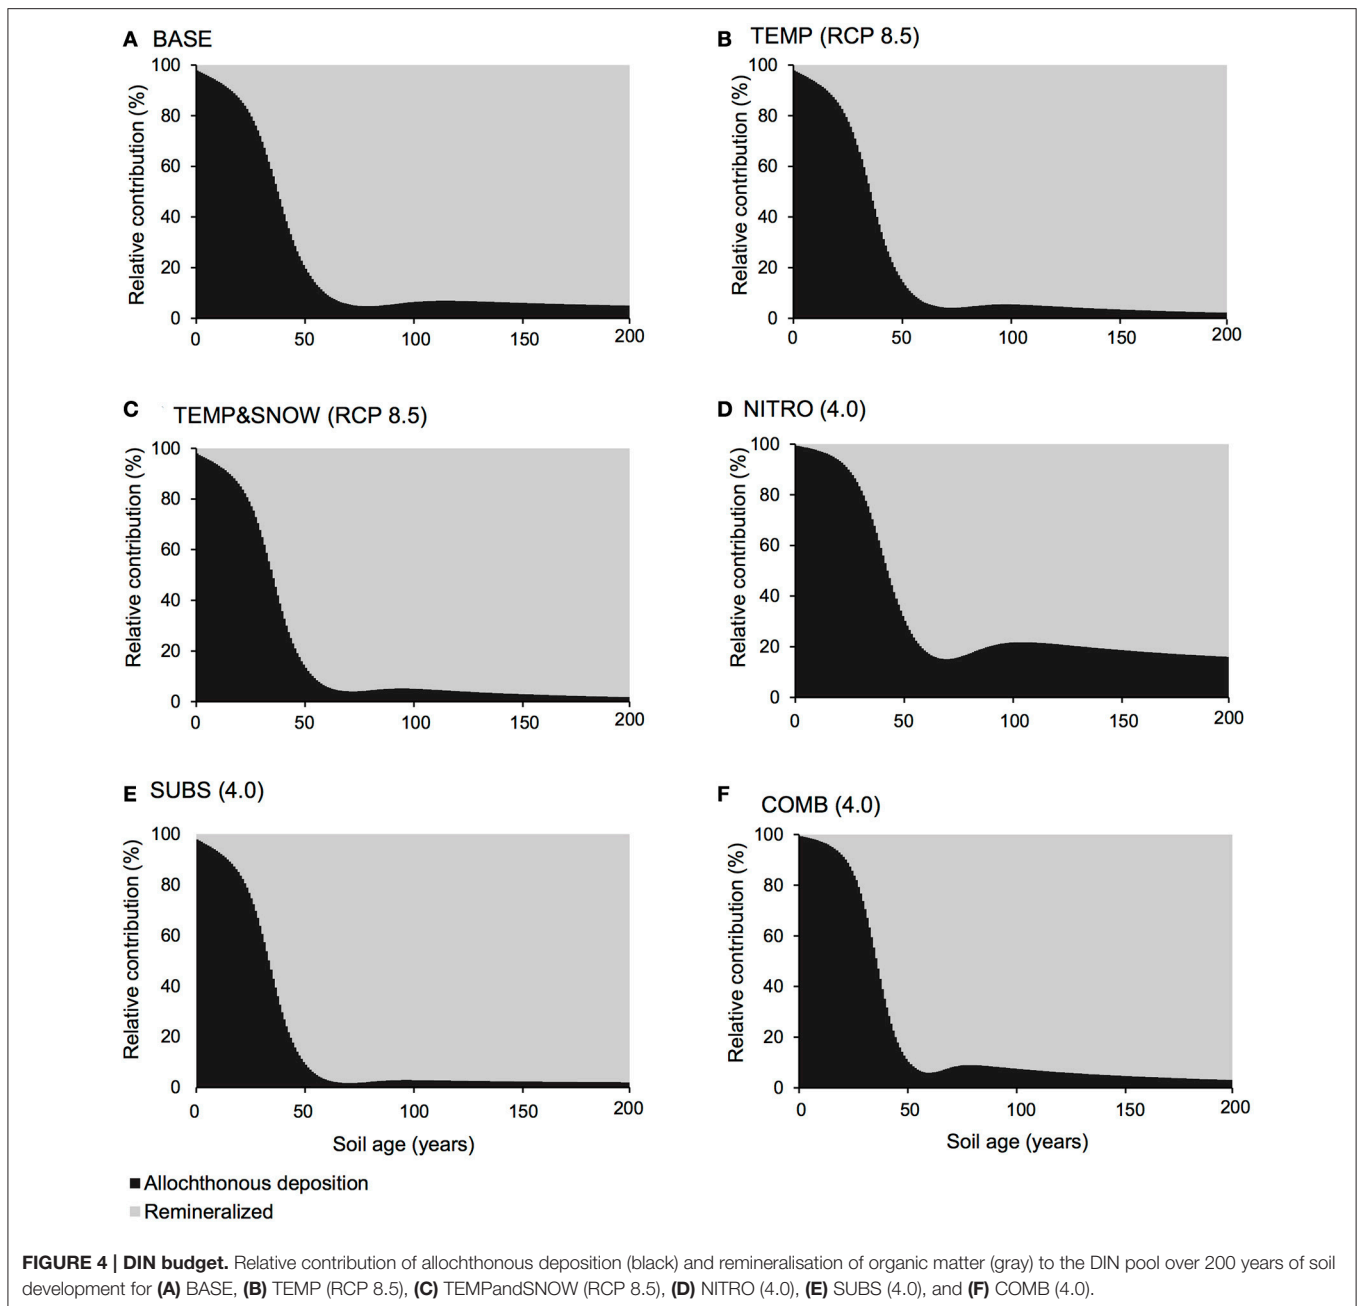 A BASE
Relative contribution (%)
100
80
60
40
20
0
0 50 100 150 200
B TEMP (RCP 8.5)
Relative contribution (%)
100
80
60
40
20
0
0 50 100 150 200
C TEMP&SNOW (RCP 8.5)
Relative contribution (%)
100
80
60
40
20
0
0 50 100 150 200
D NITRO (4.0)
Relative contribution (%)
100
80
60
40
20
0
0 50 100 150 200
E SUBS (4.0)
Relative contribution (%)
100
80
60
40
20
0
0 50 100 150 200
Soil age (years)
F COMB (4.0)
Relative contribution (%)
100
80
60
40
20
0
0 50 100 150 200
Soil age (years)
Allochthonous deposition
Remineralized
FIGURE 4 | DIN budget. Relative contribution of allochthonous deposition (black) and remineralisation of organic matter (gray) to the DIN pool over 200 years of soil
development for (A) BASE, (B) TEMP (RCP 8.5), (C) TEMPandSNOW (RCP 8.5), (D) NITRO (4.0), (E) SUBS (4.0), and (F) COMB (4.0).